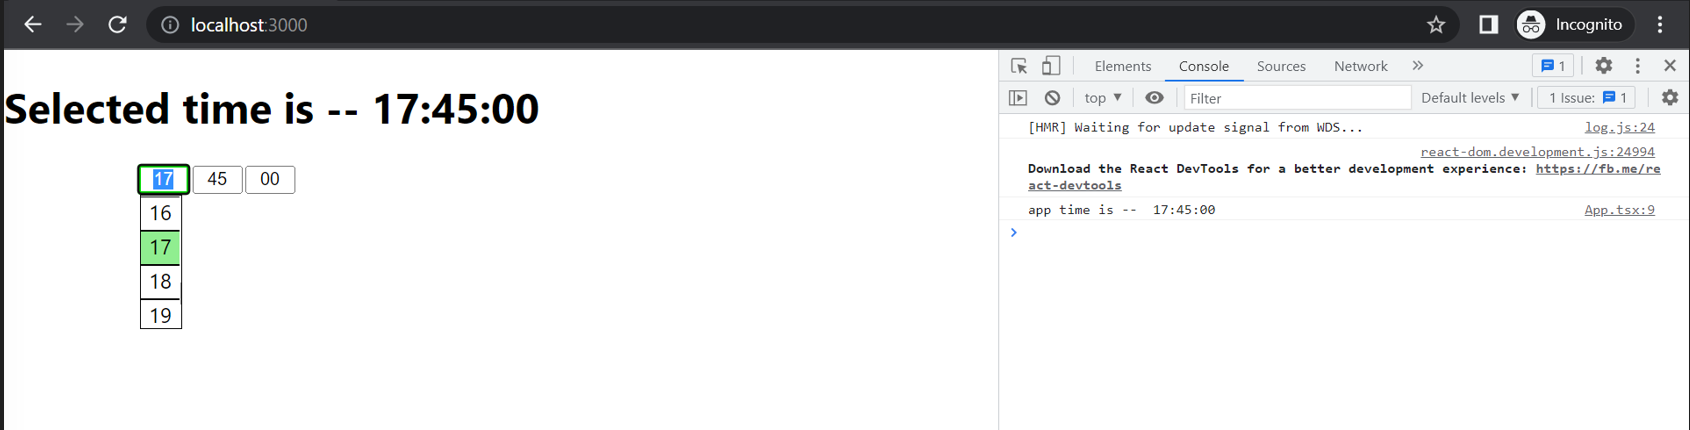 localhost:3000
Incognito
Selected time is -- 17:45:00
17 45 00
16
17
18
19
Elements Console Sources Network » 1
top ▼ Filter Default levels ▼ 1 Issue: 1
[HMR] Waiting for update signal from WDS... log.js:24
react-dom.development.js:24994
Download the React DevTools for a better development experience: https://fb.me/re
act-devtools
app time is --  17:45:00 App.tsx:9